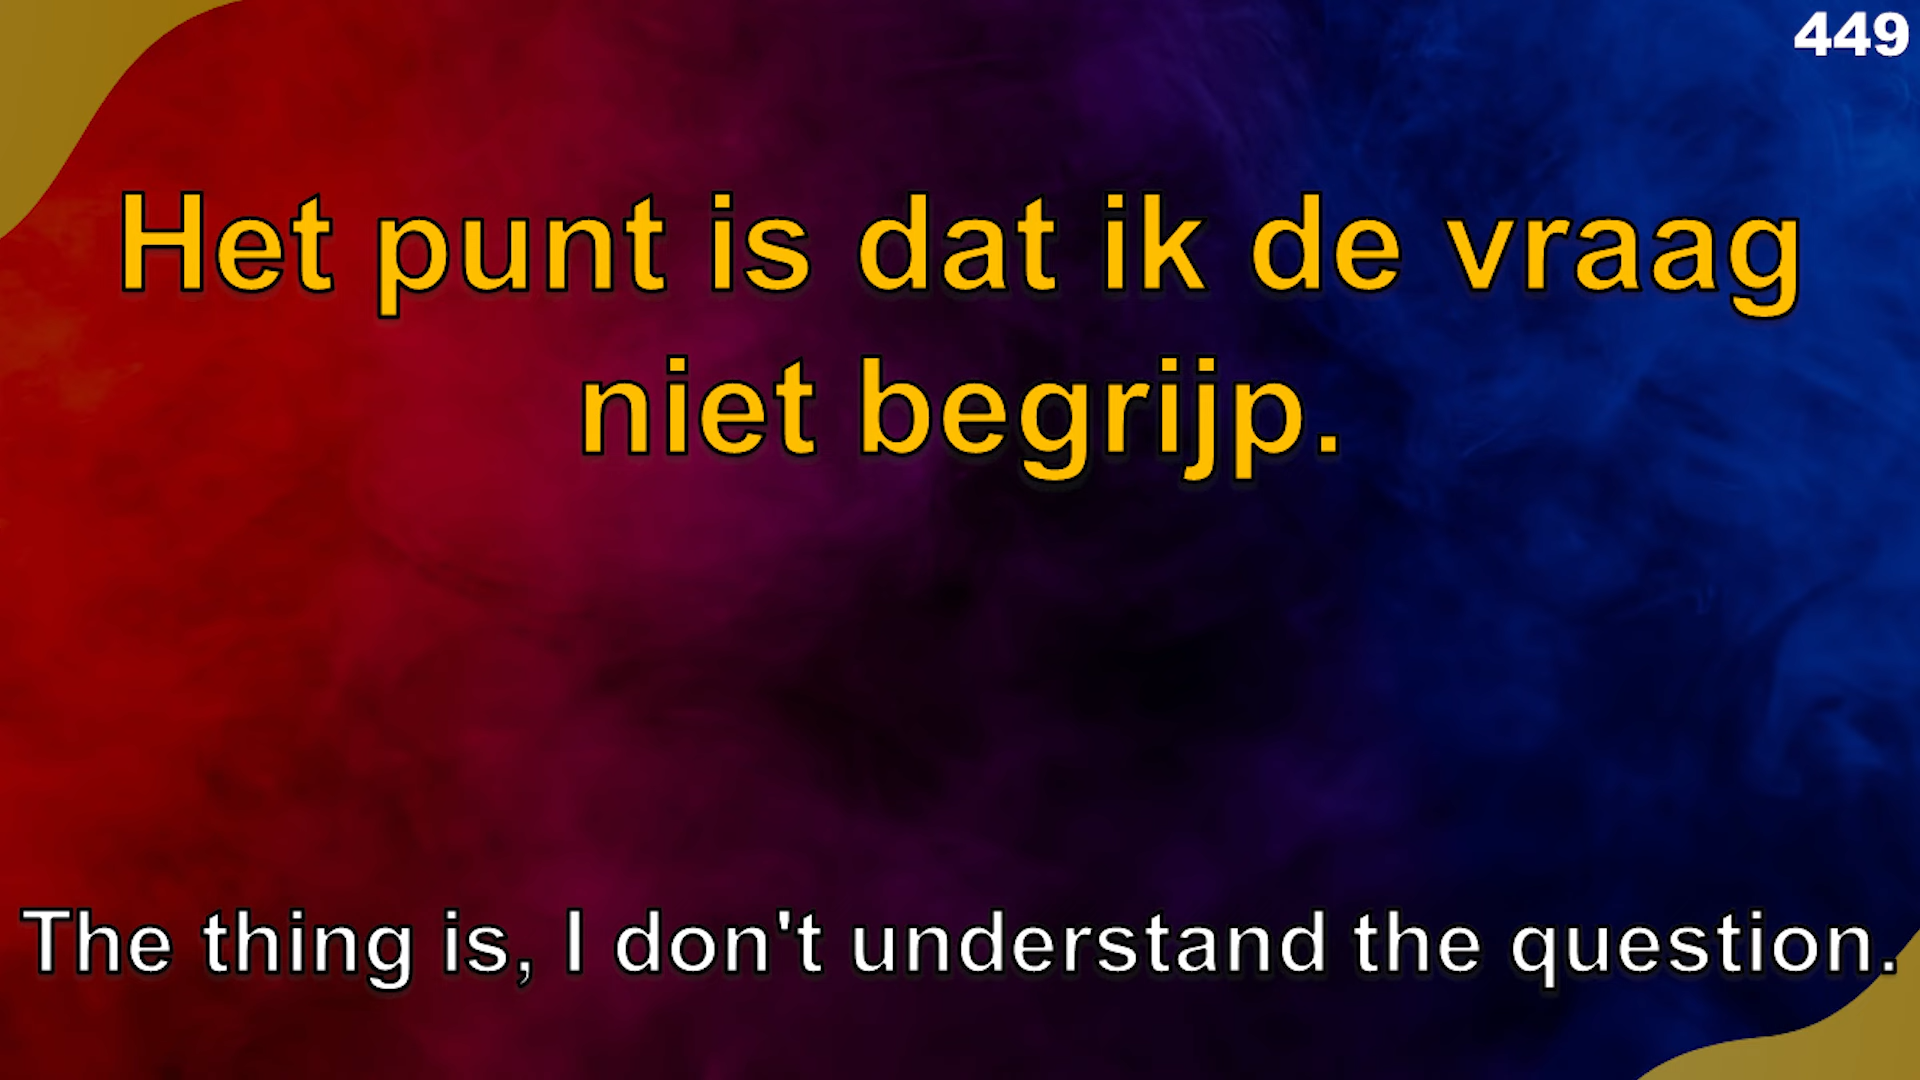 449
Het punt is dat ik de vraag
niet begrijp.
The thing is, I don't understand the question.